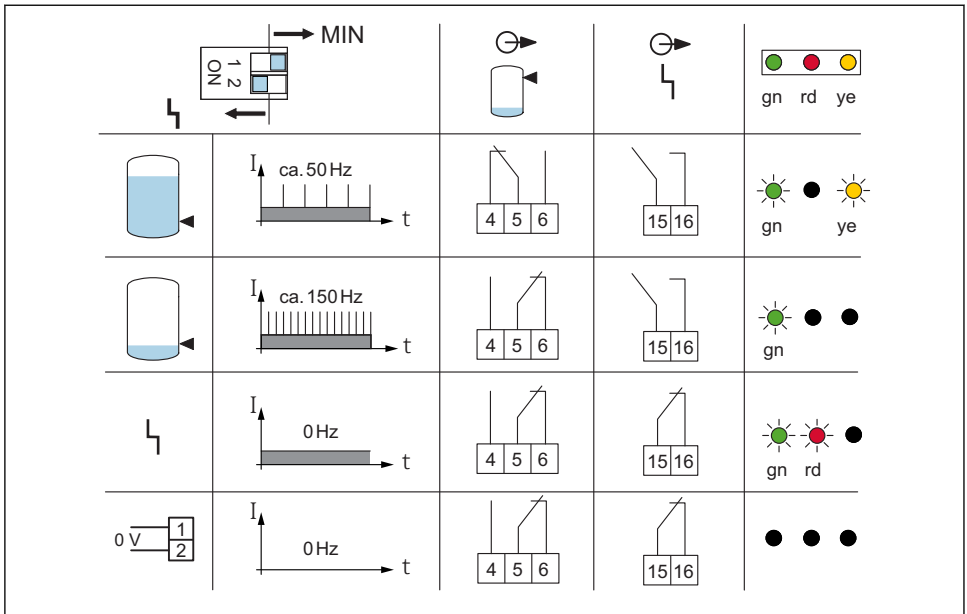 MIN
1 2
ON
gn rd ye
I
ca. 50 Hz
t
4 5 6
15 16
gn ye
I
ca. 150 Hz
t
4 5 6
15 16
gn
I
0 Hz
t
4 5 6
15 16
gn rd
0 V
1
2
I
0 Hz
t
4 5 6
15 16